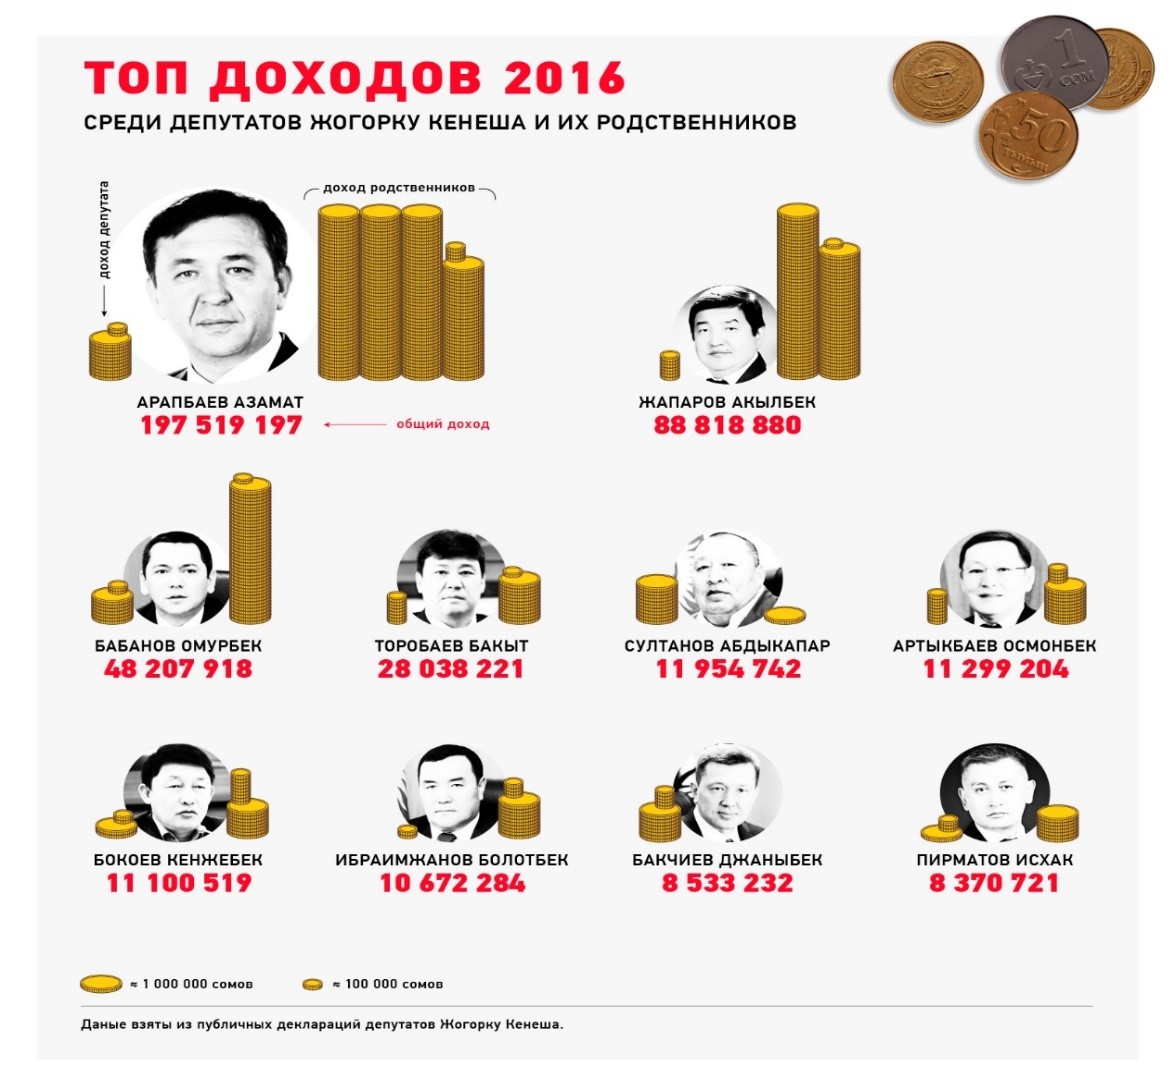 ТОП ДОХОДОВ 2016
СРЕДИ ДЕПУТАТОВ ЖОГОРКУ КЕНЕША И ИХ РОДСТВЕННИКОВ
1
СОМ
50
ТЫЙЫН
доход депутата
доход родственников
АРАПБАЕВ АЗАМАТ
197 519 197
общий доход
ЖАПАРОВ АКЫЛБЕК
88 818 880
БАБАНОВ ОМУРБЕК
48 207 918
ТОРОБАЕВ БАКЫТ
28 038 221
СУЛТАНОВ АБДЫКАПАР
11 954 742
АРТЫКБАЕВ ОСМОНБЕК
11 299 204
БОКОЕВ КЕНЖЕБЕК
11 100 519
ИБРАИМЖАНОВ БОЛОТБЕК
10 672 284
БАКЧИЕВ ДЖАНЫБЕК
8 533 232
ПИРМАТОВ ИСХАК
8 370 721
≈ 1 000 000 сомов
≈ 100 000 сомов
Даные взяты из публичных деклараций депутатов Жогорку Кенеша.